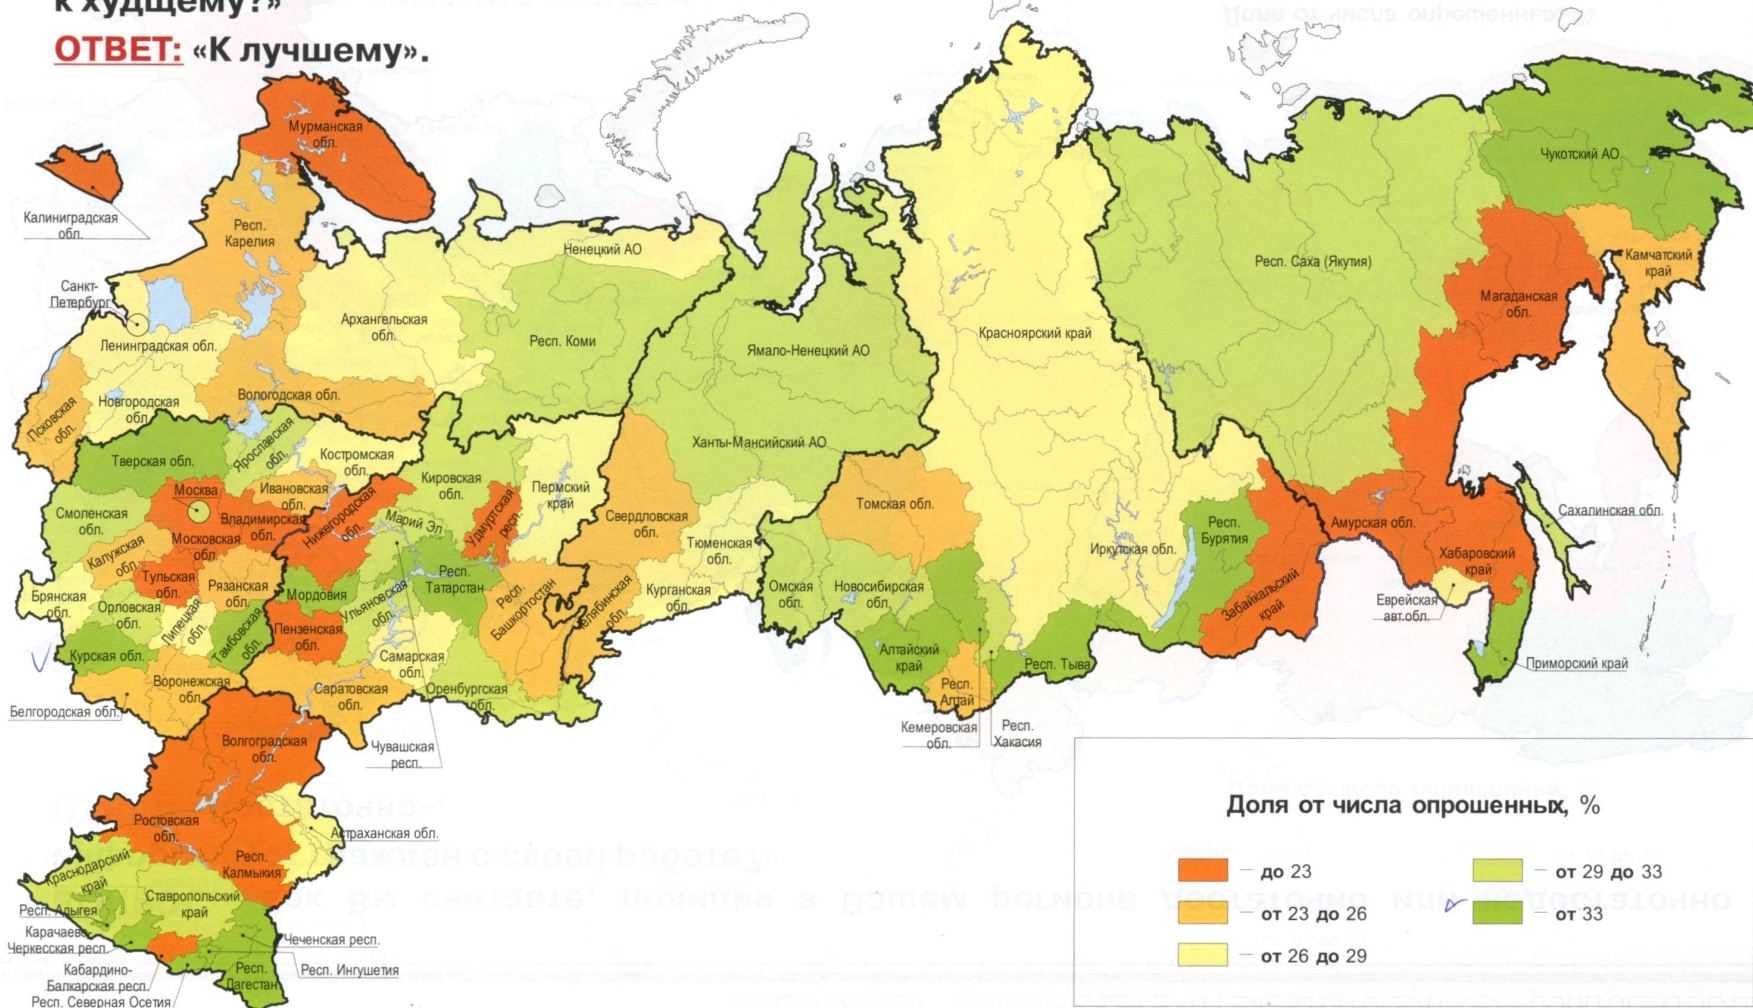 к худщему?»
ОТВЕТ: «К лучшему».
Мурманская
обл.
Калининградская
обл.
Респ.
Карелия
Санкт-
Петербург
Ленинградская обл.
Псковская
обл.
Новгородская
обл.
Вологодская обл.
Архангельская
обл.
Ненецкий АО
Респ. Коми
Ямало-Ненецкий АО
Ханты-Мансийский АО
Красноярский край
Респ. Саха (Якутия)
Чукотский АО
Камчатский
край
Магаданская
обл.
Тверская обл.
Ярославская
обл.
Костромская
обл.
Москва
Ивановская
обл.
Владимирская
обл.
Нижегородская
обл.
Кировская
обл.
Марий Эл
Удмуртская
респ.
Пермский
край
Свердловская
обл.
Тюменская
обл.
Томская обл.
Смоленская
обл.
Московская
обл.
Калужская
обл.
Тульская
обл.
Рязанская
обл.
Брянская
обл.
Орловская
обл.
Липецкая
обл.
Тамбовская
обл.
Курская обл.
Мордовия
Пензенская
обл.
Ульяновская
обл.
Респ.
Татарстан
Респ.
Башкортостан
Челябинская
обл.
Курганская
обл.
Самарская
обл.
Оренбургская
обл.
Саратовская
обл.
Воронежская
обл.
Белгородская обл.
Чувашская
респ.
Омская
обл.
Новосибирская
обл.
Алтайский
край
Респ.
Алтай
Кемеровская
обл.
Респ.
Хакасия
Респ. Тыва
Иркутская обл.
Респ.
Бурятия
Забайкальский
край
Амурская обл.
Хабаровский
край
Еврейская
авт.обл.
Сахалинская обл.
Приморский край
Волгоградская
обл.
Ростовская
обл.
Астраханская обл.
Респ.
Калмыкия
Краснодарский
край
Ставропольский
край
Респ. Адыгея
Карачаево-
Черкесская респ.
Кабардино-
Балкарская респ.
Респ. Северная Осетия
Чеченская респ.
Респ. Ингушетия
Респ.
Дагестан
Доля от числа опрошенных, %
– до 23
– от 23 до 26
– от 26 до 29
– от 29 до 33
– от 33